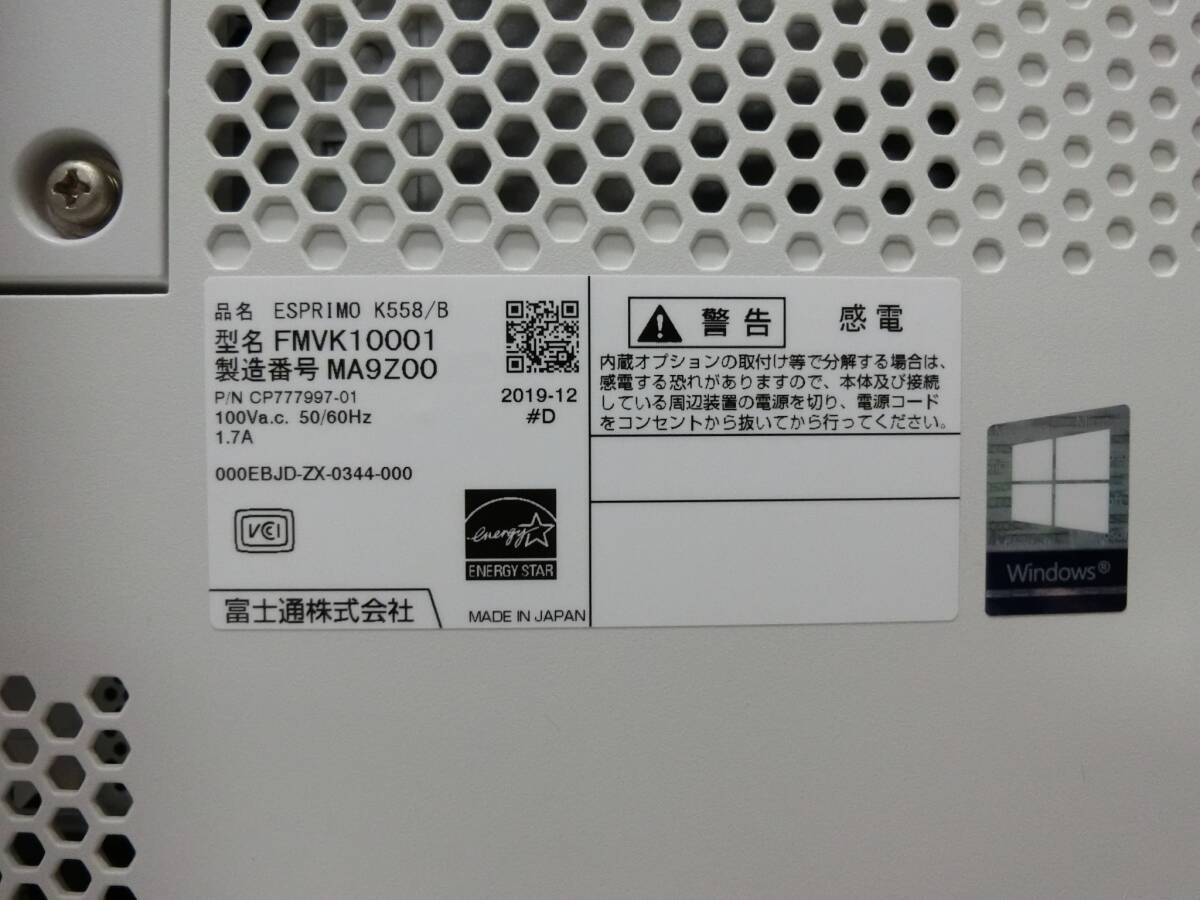 品名 ESPRIMO K558/B
型名 FMVK10001
製造番号 MA9Z00
P/N CP777997-01
100Va.c. 50/60Hz
1.7A
2019-12
#D
000EBJD-ZX-0344-000
VCCI
energy
ENERGY STAR
富士通株式会社
MADE IN JAPAN
警告 感電
内蔵オプションの取付け等で分解する場合は、
感電する恐れがありますので、本体及び接続
している周辺装置の電源を切り、電源コード
をコンセントから抜いてから行ってください。
Windows®